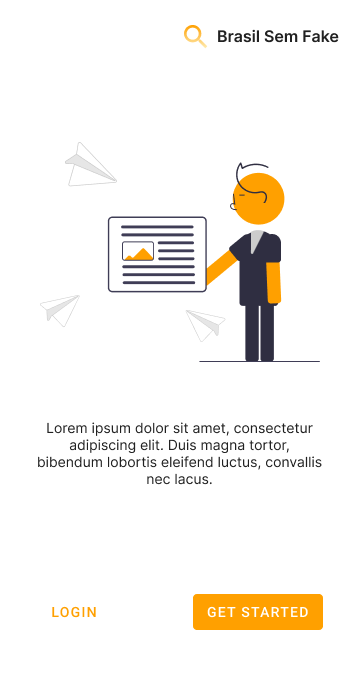 Brasil Sem Fake
Lorem ipsum dolor sit amet, consectetur
adipiscing elit. Duis magna tortor,
bibendum lobortis eleifend luctus, convallis
nec lacus.
LOGIN
GET STARTED